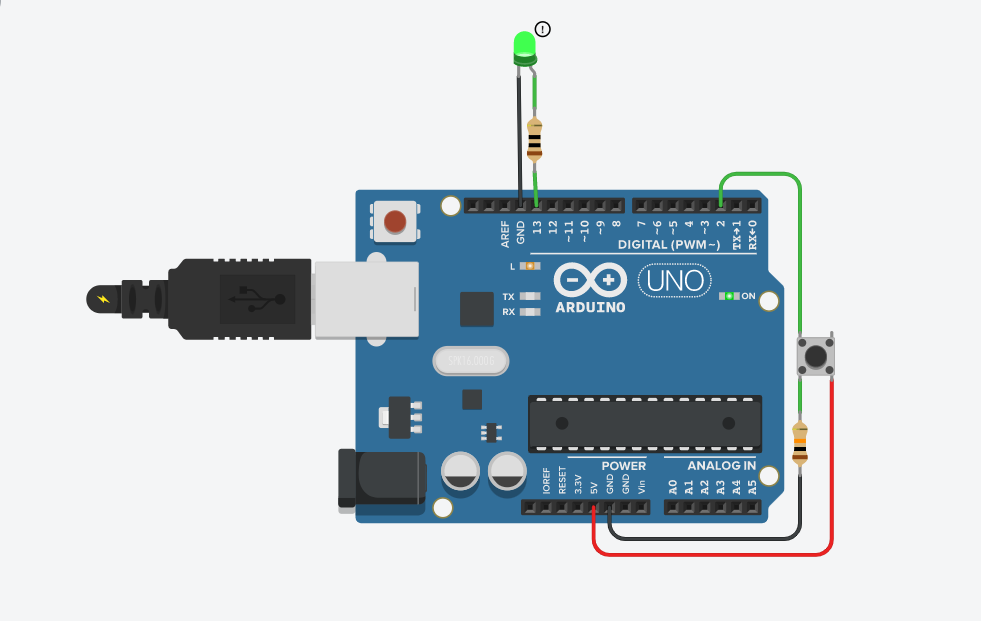 !
AREF
GND
13
12
~11
~10
~9
8
7
~6
~5
4
~3
2
TX→1
RX←0
DIGITAL (PWM~)
L
TX
RX
ARDUINO
UNO
ON
POWER
ANALOG IN
IOREF
RESET
3.3V
5V
GND
GND
Vin
A0
A1
A2
A3
A4
A5